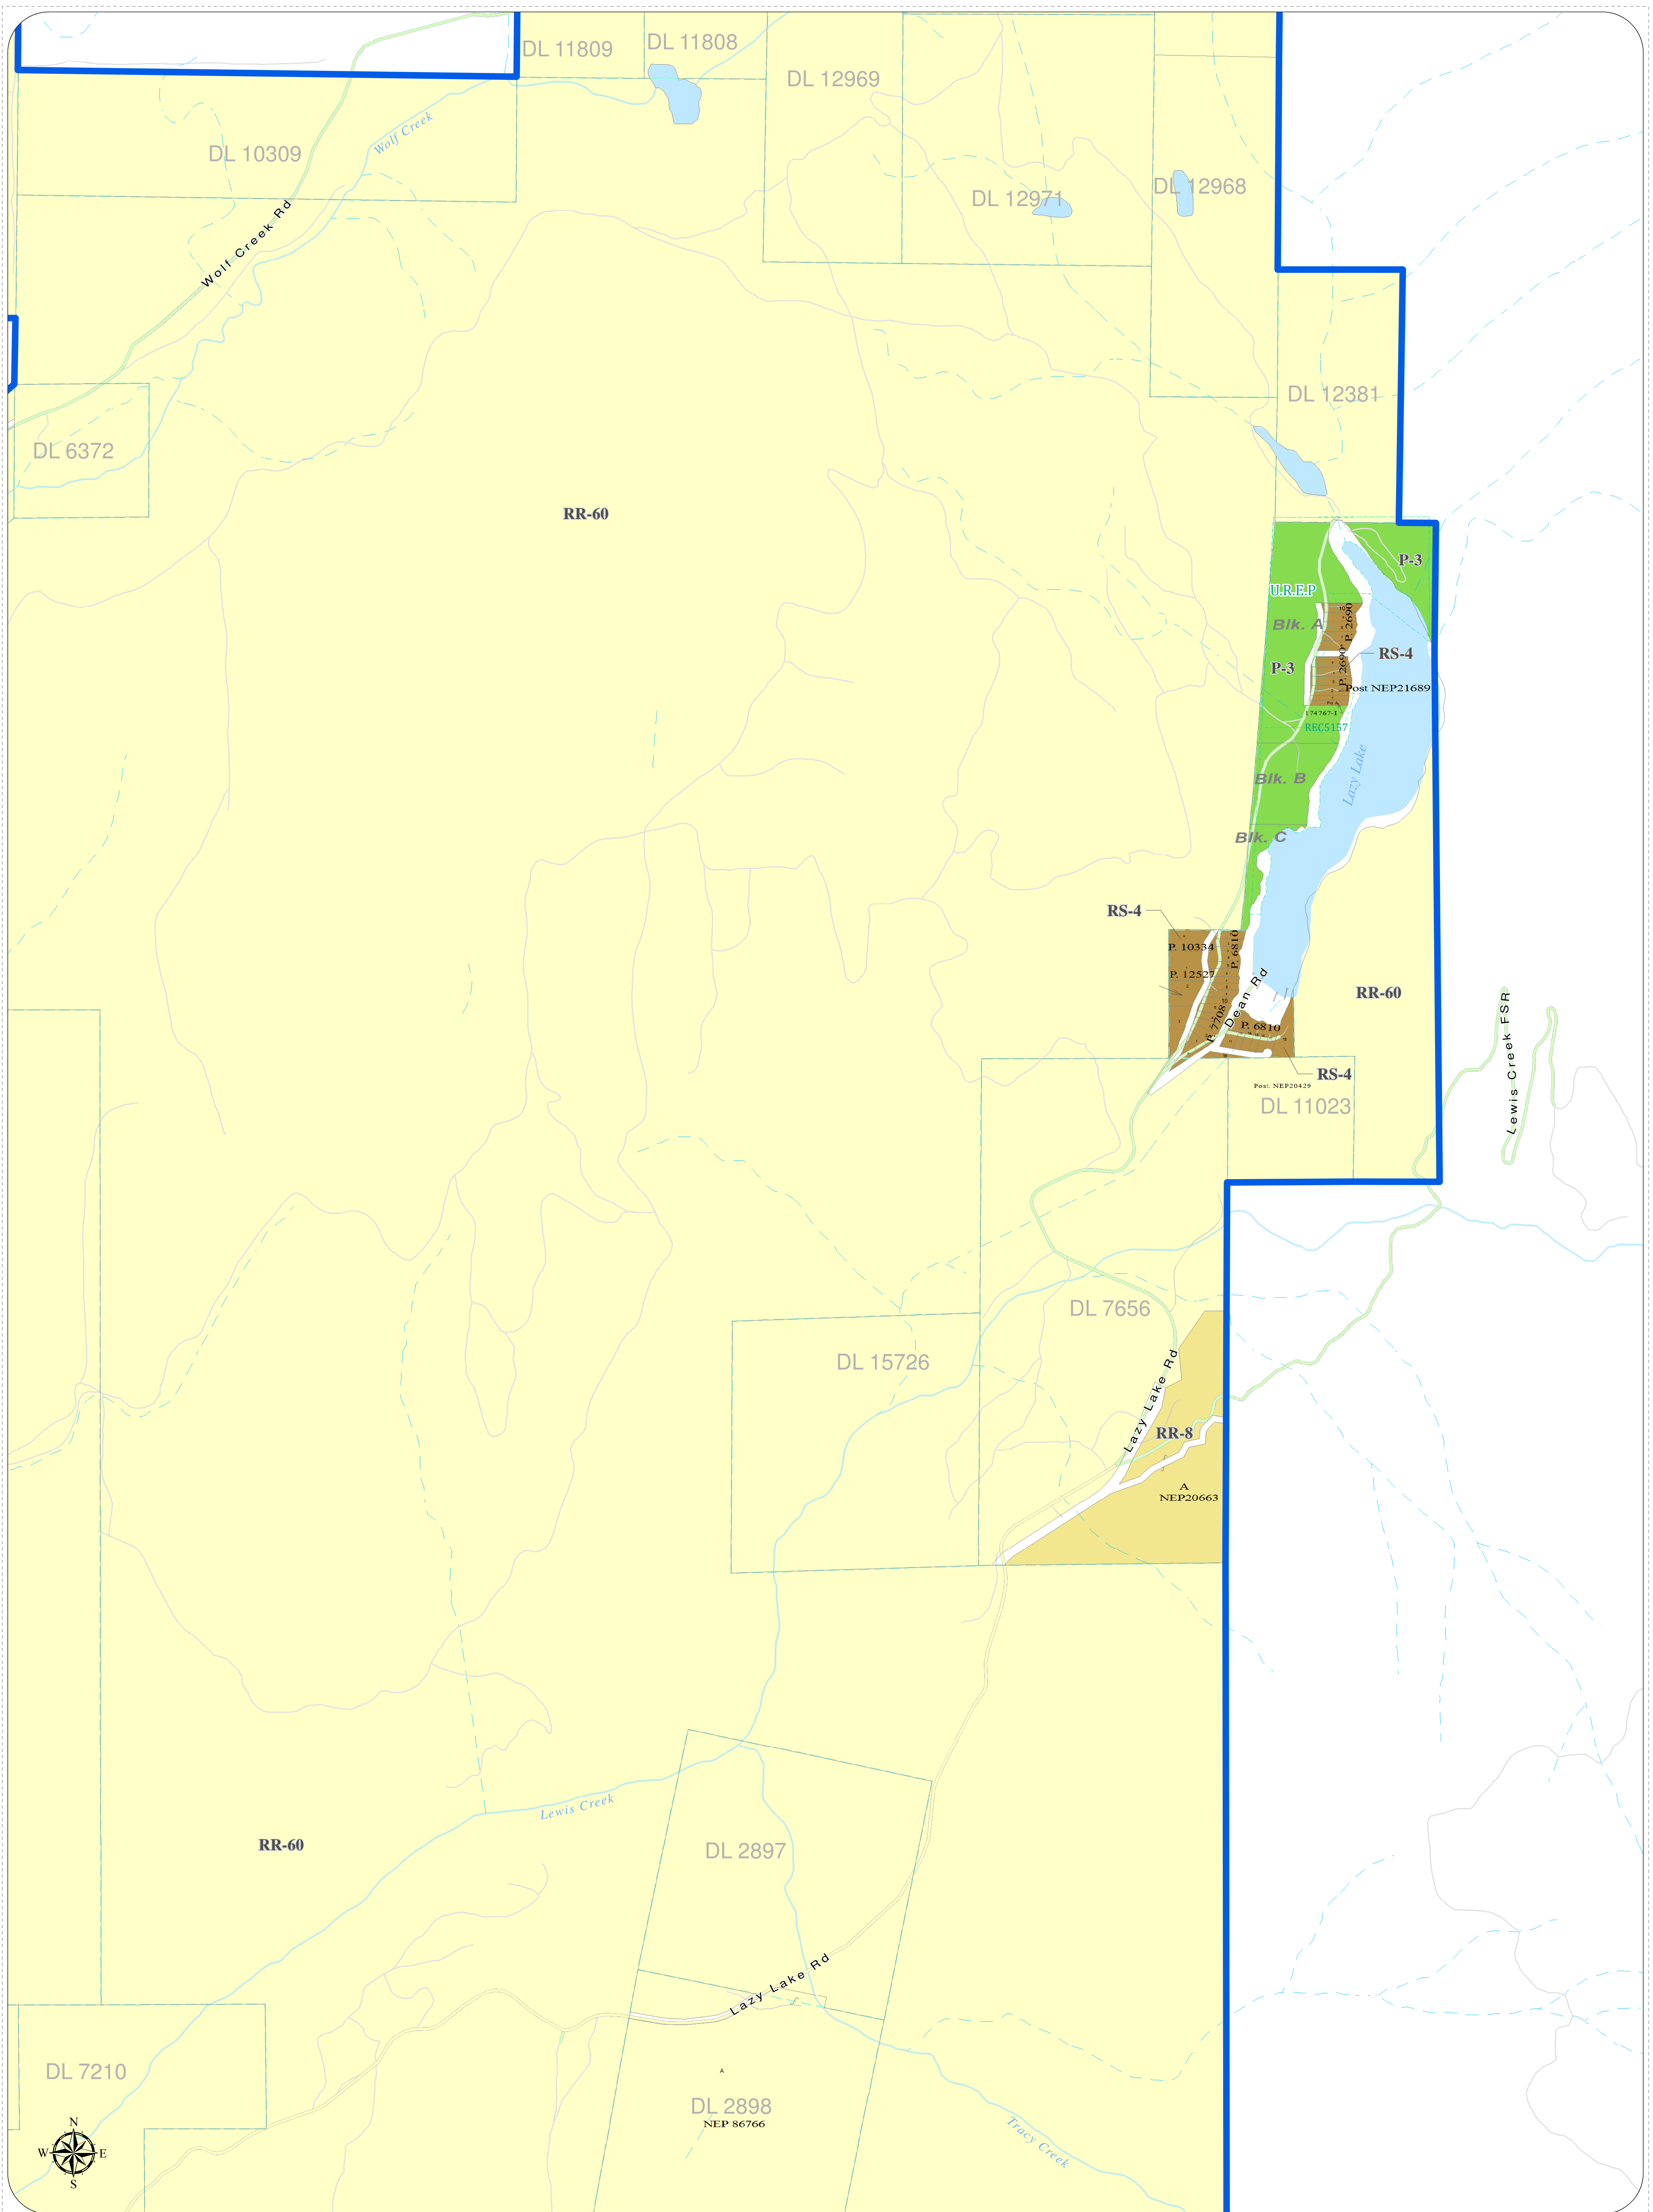 DL 11809
DL 11808
DL 12969
Wolf Creek
DL 10309
DL 12968
DL 12971
Wolf Creek Rd
DL 12381
DL 6372
RR-60
P-3
U.R.E.P
Blk. A
P. 2690
RS-4
P-3
P. 2690
Post NEP21689
174767-I
REC5157
Lazy Lake
Blk. B
Blk. C
RS-4
P. 10334
P. 6810
P. 12527
Dean Rd
RR-60
P. 7708
P. 6810
Lewis Creek FSR
RS-4
Post. NEP20429
DL 11023
DL 7656
DL 15726
Lazy Lake Rd
RR-8
A
NEP20663
Lewis Creek
RR-60
DL 2897
Lazy Lake Rd
DL 7210
A
DL 2898
NEP 86766
Tracy Creek
N
W
E
S